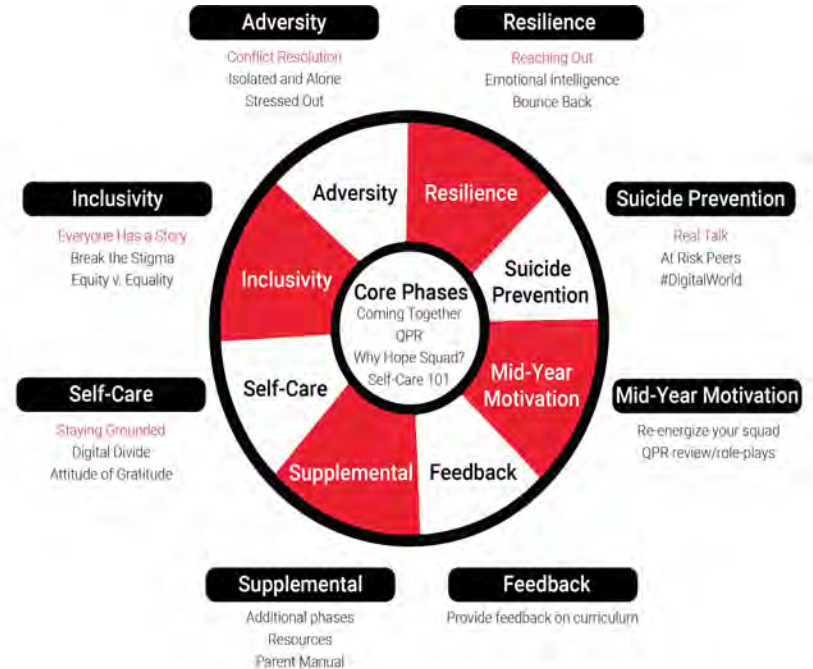 Adversity
Conflict Resolution
Isolated and Alone
Stressed Out
Resilience
Reaching Out
Emotional Intelligence
Bounce Back
Inclusivity
Everyone Has a Story
Break the Stigma
Equity v. Equality
Suicide Prevention
Real Talk
At Risk Peers
#DigitalWorld
Adversity
Resilience
Inclusivity
Suicide
Prevention
Core Phases
Coming Together
QPR
Why Hope Squad?
Self-Care 101
Self-Care
Mid-Year
Motivation
Supplemental
Feedback
Self-Care
Staying Grounded
Digital Divide
Attitude of Gratitude
Mid-Year Motivation
Re-energize your squad
QPR review/role-plays
Supplemental
Additional phases
Resources
Parent Manual
Feedback
Provide feedback on curriculum